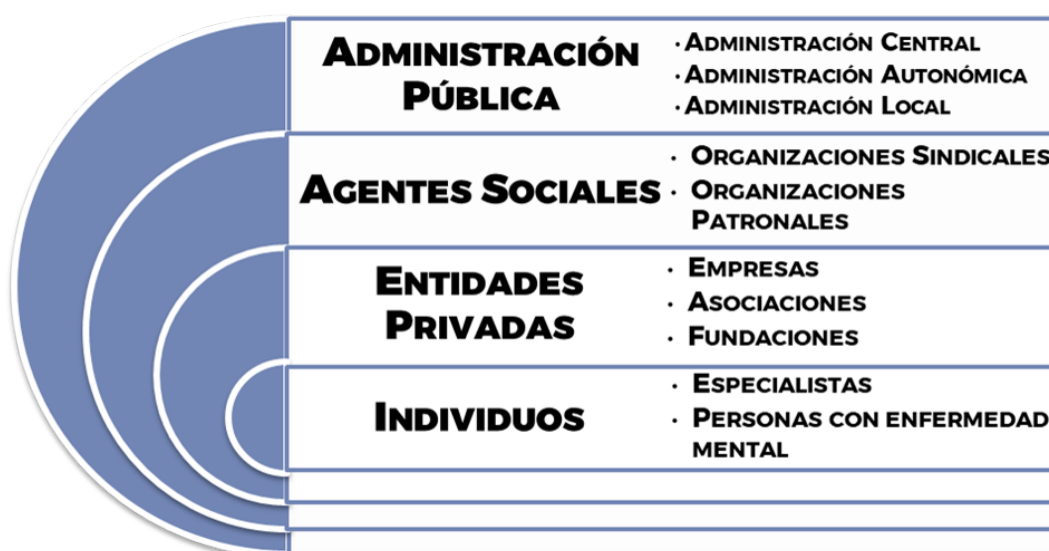 Administración
Pública
· Administración Central
· Administración Autonómica
· Administración Local
Agentes Sociales
· Organizaciones Sindicales
· Organizaciones
Patronales
Entidades
Privadas
· Empresas
· Asociaciones
· Fundaciones
Individuos
· Especialistas
· Personas con enfermedad
mental